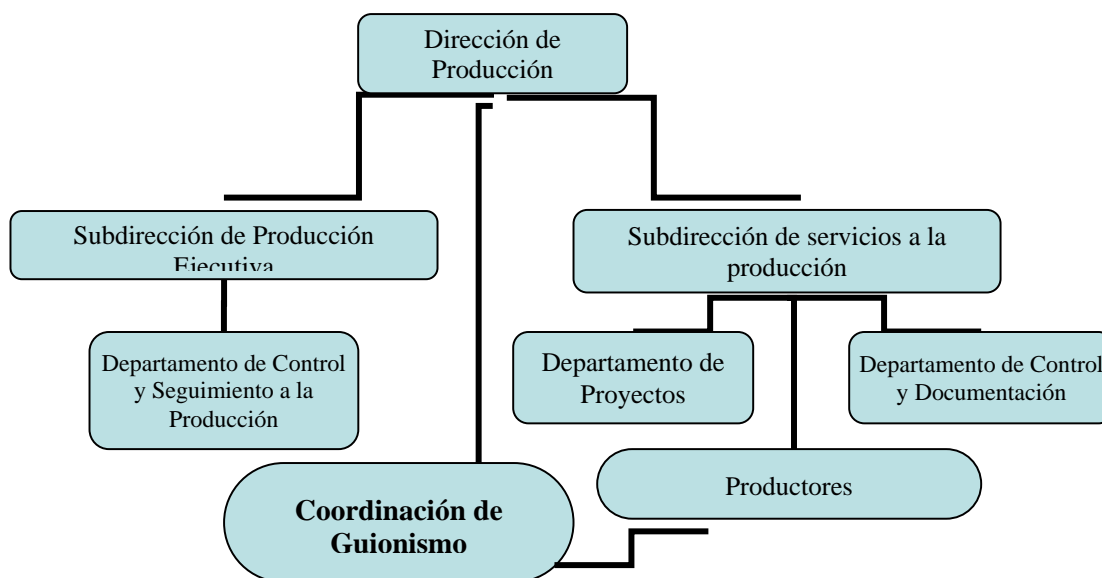 Dirección de
Producción
Subdirección de Producción
Ejecutiva
Subdirección de servicios a la
producción
Departamento de Control
y Seguimiento a la
Producción
Departamento de
Proyectos
Departamento de Control
y Documentación
Coordinación de
Guionismo
Productores